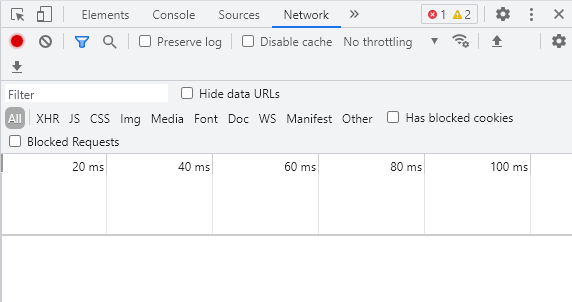 Elements Console Sources Network » 1 2
Preserve log Disable cache No throttling
Filter Hide data URLs
All XHR JS CSS Img Media Font Doc WS Manifest Other Has blocked cookies
Blocked Requests
20 ms 40 ms 60 ms 80 ms 100 ms